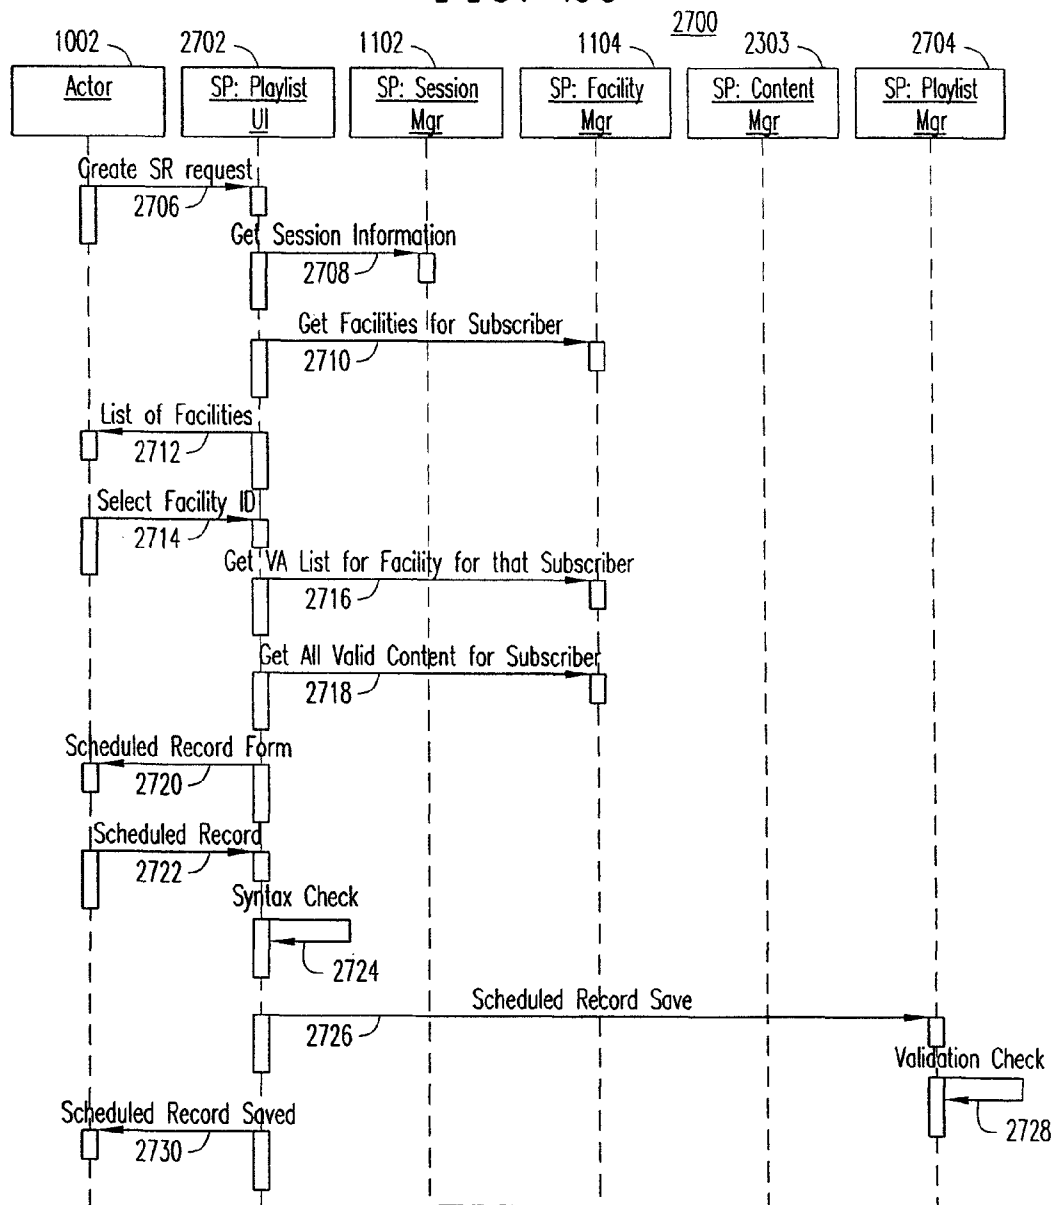 2700
1002
2702
1102
1104
2303
2704
Actor
SP: Playlist
UI
SP: Session
Mgr
SP: Facility
Mgr
SP: Content
Mgr
SP: Playlist
Mgr
Create SR request
2706
Get Session Information
2708
Get Facilities for Subscriber
2710
List of Facilities
2712
Select Facility ID
2714
Get VA List for Facility for that Subscriber
2716
Get All Valid Content for Subscriber
2718
Scheduled Record Form
2720
Scheduled Record
2722
Syntax Check
2724
Scheduled Record Save
2726
Validation Check
2728
Scheduled Record Saved
2730